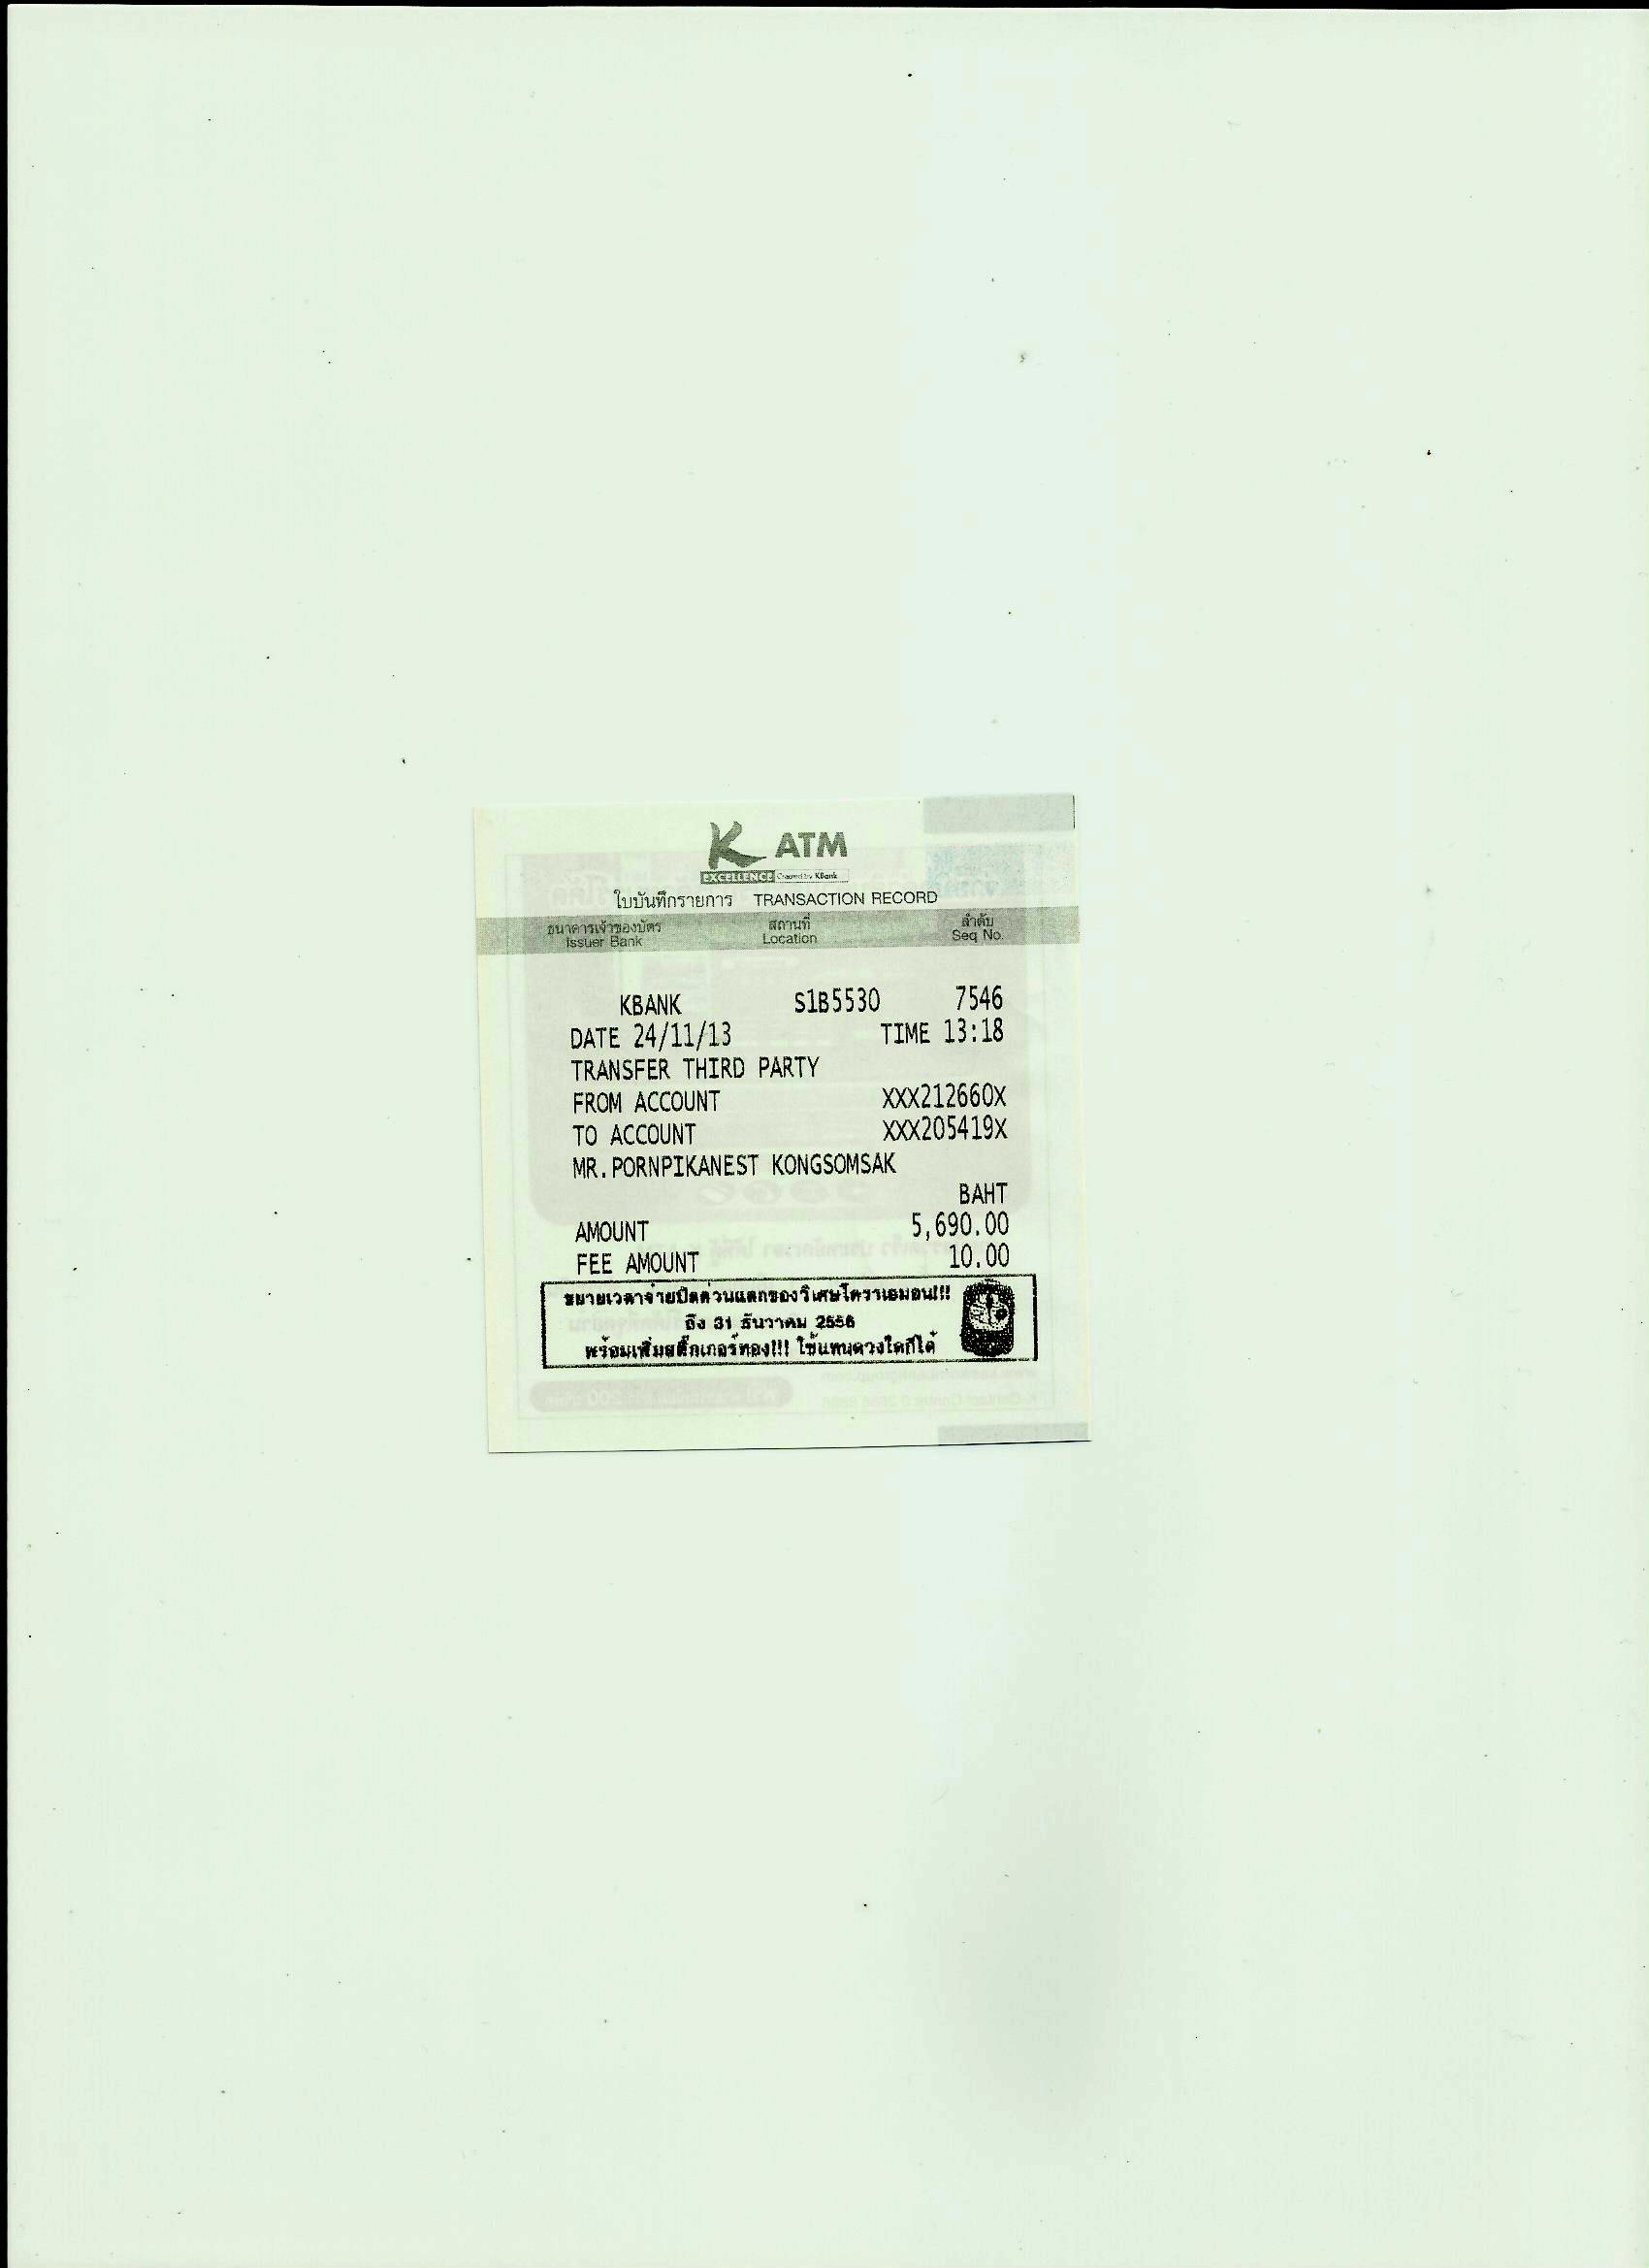 K ATM
EXCELLENCE Created by KBank
ใบบันทึกรายการ TRANSACTION RECORD
ธนาคารเจ้าของบัตร สถานที่ ลำดับ
Issuer Bank Location Seq No.
KBANK S1B5530 7546
DATE 24/11/13 TIME 13:18
TRANSFER THIRD PARTY
FROM ACCOUNT XXX212660X
TO ACCOUNT XXX205419X
MR.PORNPIKANEST KONGSOMSAK
BAHT
AMOUNT 5,690.00
FEE AMOUNT 10.00
ขยายเวลาจ่ายบิลด่วนแลกของวิเศษโดราเอมอน!!!
ถึง 31 ธันวาคม 2556
พร้อมเพิ่มสติ๊กเกอร์ทอง!!! ใช้แทนดวงใดก็ได้